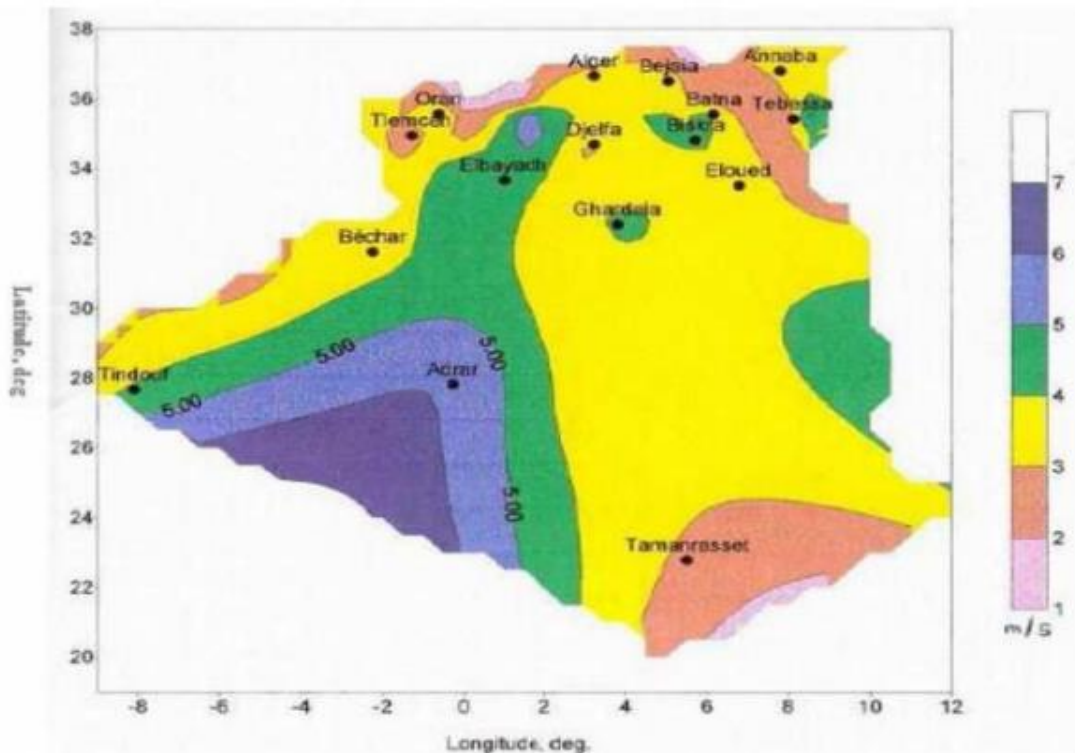 38
36
34
32
30
28
26
24
22
20
Latitude, deg
Alger
Bejaia
Annaba
Oran
Batna
Tebessa
Tlemcen
Djelfa
Biskra
Elbayadh
Eloued
Ghardaia
Béchar
5.00
5.00
Tindouf
Adrar
5.00
5.00
Tamanrasset
-8
-6
-4
-2
0
2
4
6
8
10
12
Longitude, deg.
7
6
5
4
3
2
1
m/s